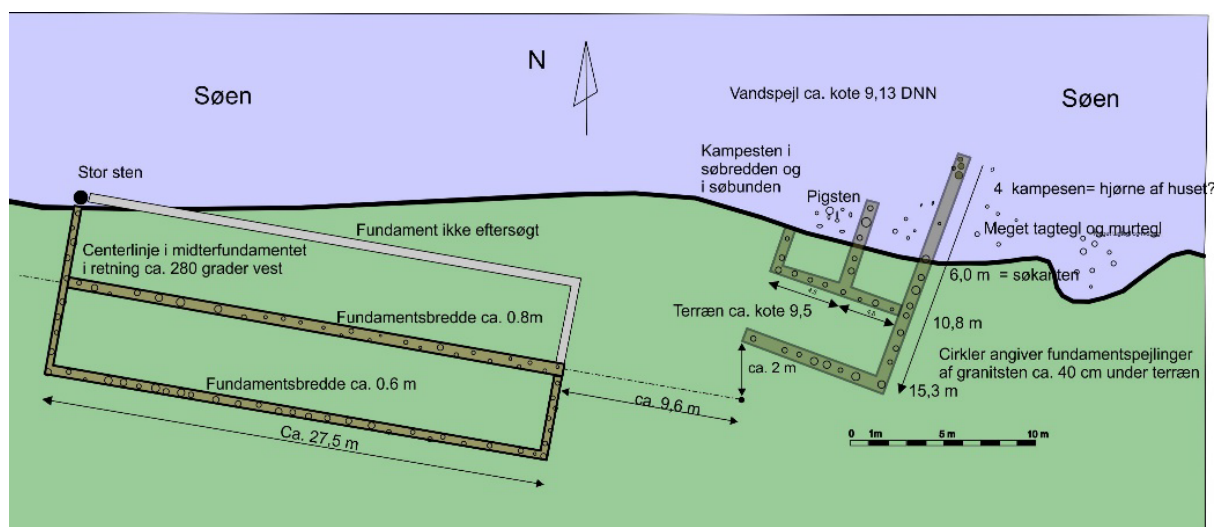 Søen
N
Vandspejl ca. kote 9,13 DNN
Søen
Kampesten i
søbredden og
i søbunden
Stor sten
Pigsten
4 kampesen= hjørne af huset?
Meget tagtegl og murtegl
Fundament ikke eftersøgt
Centerlinje i midterfundamentet
i retning ca. 280 grader vest
6,0 m = søkanten
4,5
5,8
Terræn ca. kote 9,5
Fundamentsbredde ca. 0.8m
10,8 m
Cirkler angiver fundamentspejlinger
af granitsten ca. 40 cm under terræn
ca. 2 m
Fundamentsbredde ca. 0.6 m
15,3 m
ca. 9,6 m
Ca. 27,5 m
0 1m 5 m 10 m